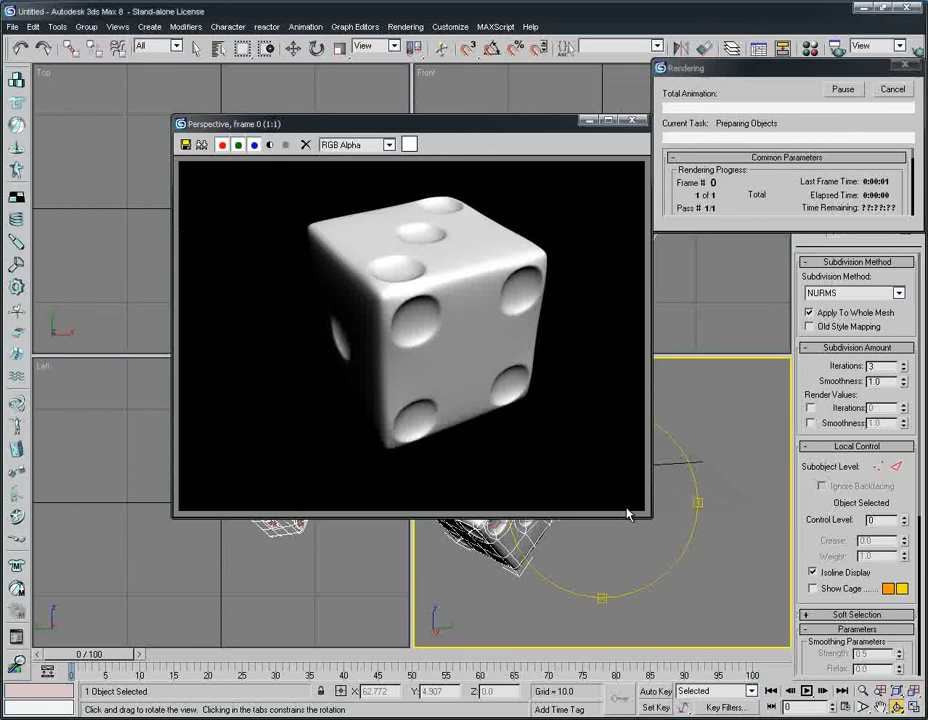 Untitled - Autodesk 3ds Max 8 - Stand-alone License
File Edit Tools Group Views Create Modifiers Character reactor Animation Graph Editors Rendering Customize MAXScript Help
All View View
Top Front
Rendering
Total Animation:
Pause Cancel
Current Task: Preparing Objects
Common Parameters
Rendering Progress:
Frame # 0 Last Frame Time: 0:00:01
1 of 1 Total Elapsed Time: 0:00:00
Pass # 1/1 Time Remaining: ??:??:??
Perspective, frame 0 (1:1)
RGB Alpha
Subdivision Method
Subdivision Method:
NURMS
Apply To Whole Mesh
Old Style Mapping
Subdivision Amount
Iterations: 3
Smoothness: 1.0
Render Values:
Iterations: 0
Smoothness: 1.0
Local Control
Subobject Level:
Ignore Backfacing
Object Selected
Control Level: 0
Crease: 0.0
Weight: 1.0
Isoline Display
Show Cage......
Soft Selection
Parameters
Smoothing Parameters
Strength: 0.5
Relax: 0.0
Left
0 / 100
0 5 10 15 20 25 30 35 40 45 50 55 60 65 70 75 80 85 90 95 100
1 Object Selected X: 62.772 Y: 4.907 Z: 0.0 Grid = 10.0 Auto Key Selected
Click and drag to rotate the view. Clicking in the tabs constrains the rotation Add Time Tag Set Key Key Filters... 0